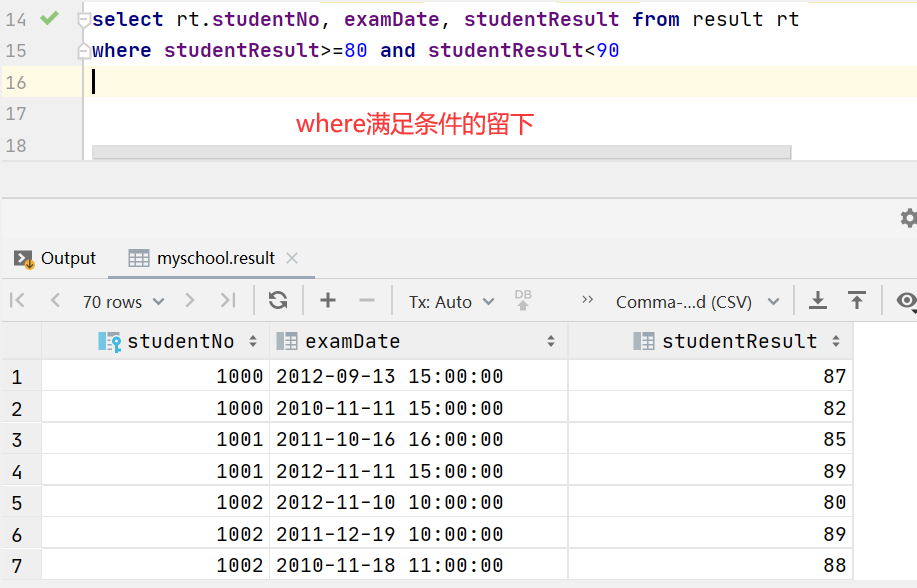 14 select rt.studentNo, examDate, studentResult from result rt
15 where studentResult>=80 and studentResult<90
16
17 where满足条件的留下
18
Output myschool.result
70 rows Tx: Auto DB >> Comma-...d (CSV)
studentNo examDate studentResult
1 1000 2012-09-13 15:00:00 87
2 1000 2010-11-11 15:00:00 82
3 1001 2011-10-16 16:00:00 85
4 1001 2012-11-11 15:00:00 89
5 1002 2012-11-10 10:00:00 80
6 1002 2011-12-19 10:00:00 89
7 1002 2010-11-18 11:00:00 88